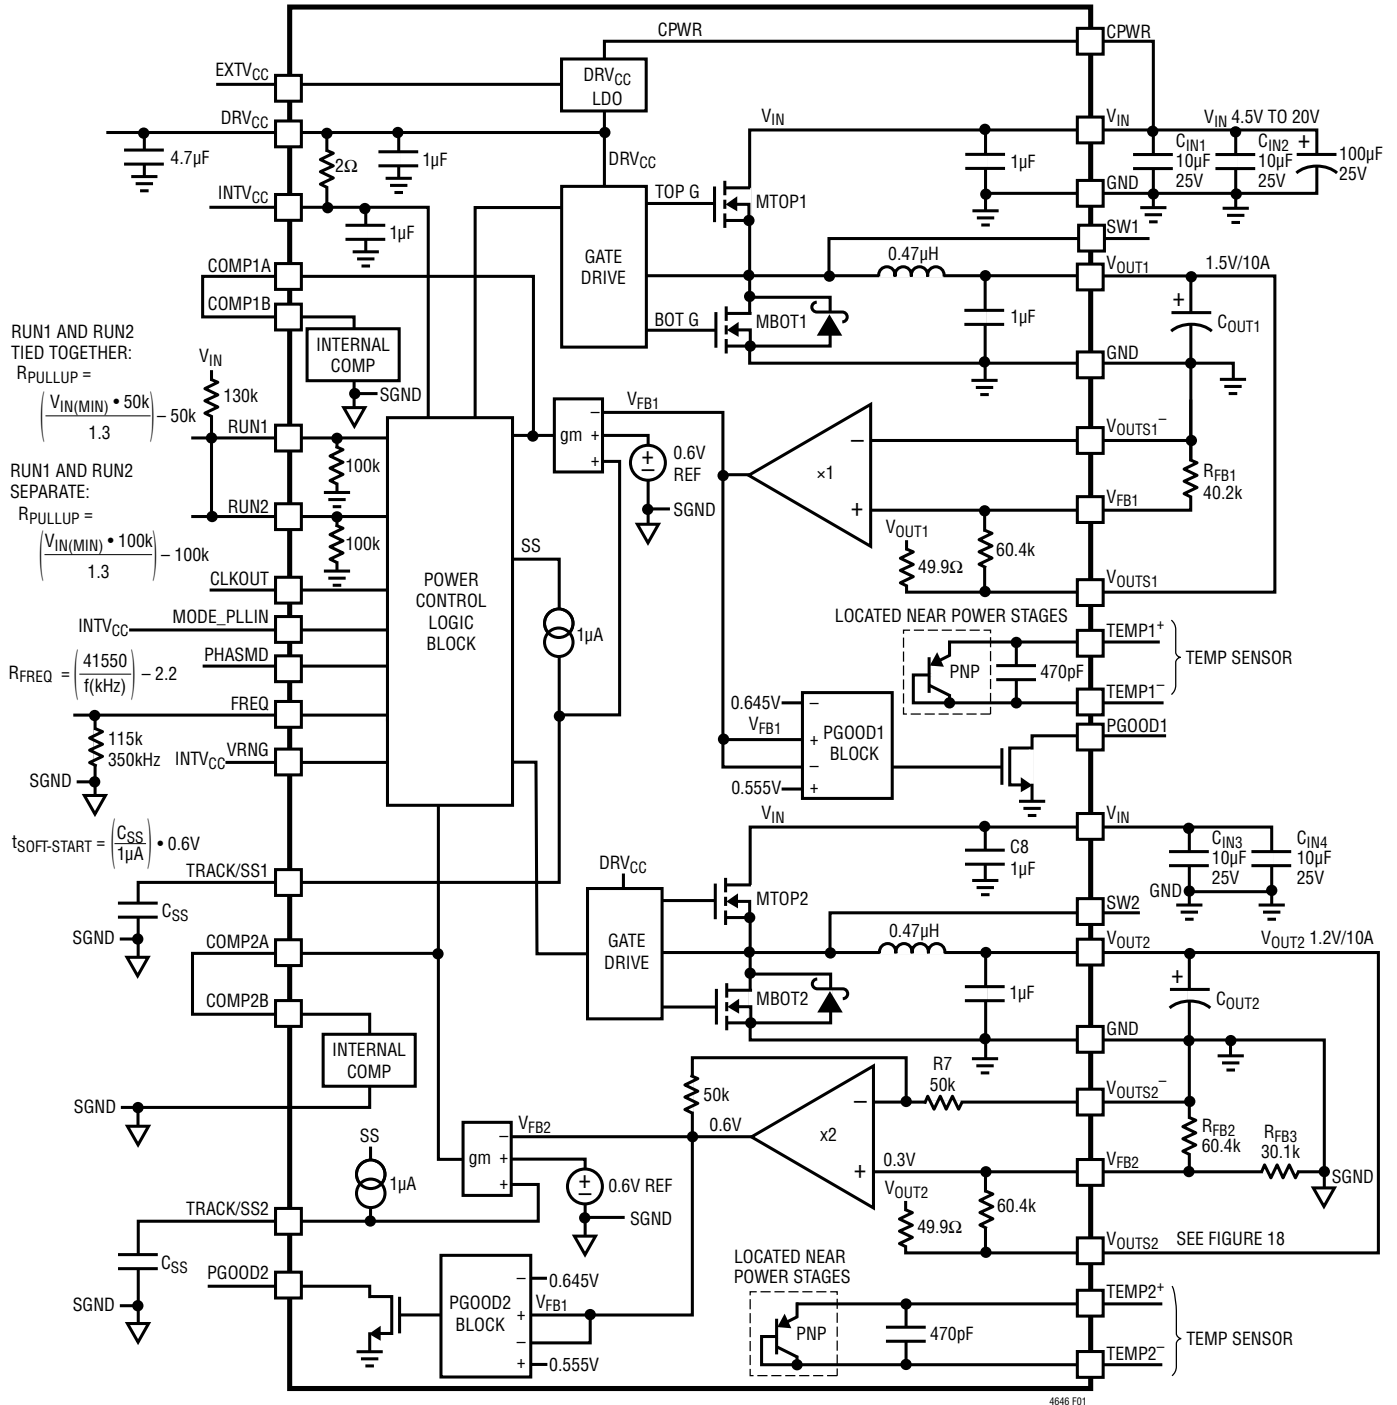 CPWR
CPWR
EXTVCC
DRVCC
LDO
DRVCC
4.7µF
2Ω
1µF
DRVCC
VIN
1µF
VIN
VIN 4.5V TO 20V
CIN1
10µF
25V
CIN2
10µF
25V
+
100µF
25V
GND
INTVCC
1µF
TOP G
MTOP1
SW1
GATE
DRIVE
0.47µH
VOUT1
1.5V/10A
COMP1A
COMP1B
INTERNAL
COMP
SGND
BOT G
MBOT1
1µF
+
COUT1
GND
RUN1 AND RUN2
TIED TOGETHER:
RPULLUP =
(VIN(MIN) • 50k / 1.3) – 50k
VIN
130k
RUN1
100k
RUN1 AND RUN2
SEPARATE:
RPULLUP =
(VIN(MIN) • 100k / 1.3) – 100k
RUN2
100k
gm
–
+
+
VFB1
+
–
0.6V
REF
SGND
–
×1
+
VOUTS1–
RFB1
40.2k
VFB1
VOUT1
49.9Ω
60.4k
VOUTS1
CLKOUT
POWER
CONTROL
LOGIC
BLOCK
SS
1µA
INTVCC
MODE_PLLIN
PHASMD
RFREQ = (41550 / f(kHz)) – 2.2
FREQ
115k
350kHz
SGND
INTVCC
VRNG
LOCATED NEAR POWER STAGES
PNP
470pF
TEMP1+
TEMP SENSOR
TEMP1–
0.645V
–
VFB1
+
–
0.555V
+
PGOOD1
BLOCK
PGOOD1
tSOFT-START = (CSS / 1µA) • 0.6V
TRACK/SS1
CSS
SGND
VIN
C8
1µF
VIN
CIN3
10µF
25V
CIN4
10µF
25V
GND
DRVCC
GATE
DRIVE
MTOP2
SW2
0.47µH
VOUT2
VOUT2 1.2V/10A
MBOT2
1µF
+
COUT2
GND
COMP2A
COMP2B
INTERNAL
COMP
SGND
50k
R7
50k
VOUTS2–
–
x2
+
0.6V
0.3V
RFB2
60.4k
RFB3
30.1k
VFB2
SGND
VFB2
gm
–
+
+
SS
1µA
+
–
0.6V REF
SGND
VOUT2
49.9Ω
60.4k
VOUTS2
SEE FIGURE 18
TRACK/SS2
CSS
SGND
PGOOD2
PGOOD2
BLOCK
–
0.645V
+
VFB1
–
+
0.555V
LOCATED NEAR
POWER STAGES
PNP
470pF
TEMP2+
TEMP SENSOR
TEMP2–
4646 F01